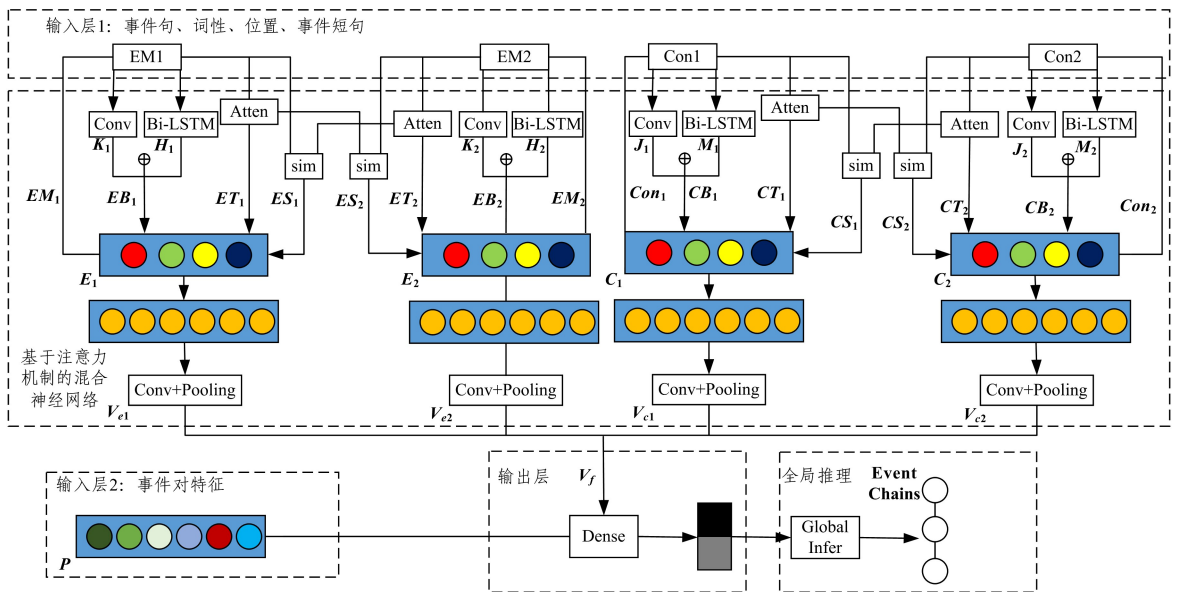 输入层1：事件句、词性、位置、事件短句
EM1
EM2
Con1
Con2
Conv
Bi-LSTM
Atten
Atten
Conv
Bi-LSTM
Conv
Bi-LSTM
Atten
Atten
Conv
Bi-LSTM
K1
H1
K2
H2
J1
M1
J2
M2
sim
sim
sim
sim
EM1
EB1
ET1
ES1
ES2
ET2
EB2
EM2
Con1
CB1
CT1
CS1
CS2
CT2
CB2
Con2
E1
E2
C1
C2
基于注意力
机制的混合
神经网络
Conv+Pooling
Conv+Pooling
Conv+Pooling
Conv+Pooling
Ve1
Ve2
Vc1
Vc2
输入层2：事件对特征
P
输出层
Vf
Dense
全局推理
Event
Chains
Global
Infer